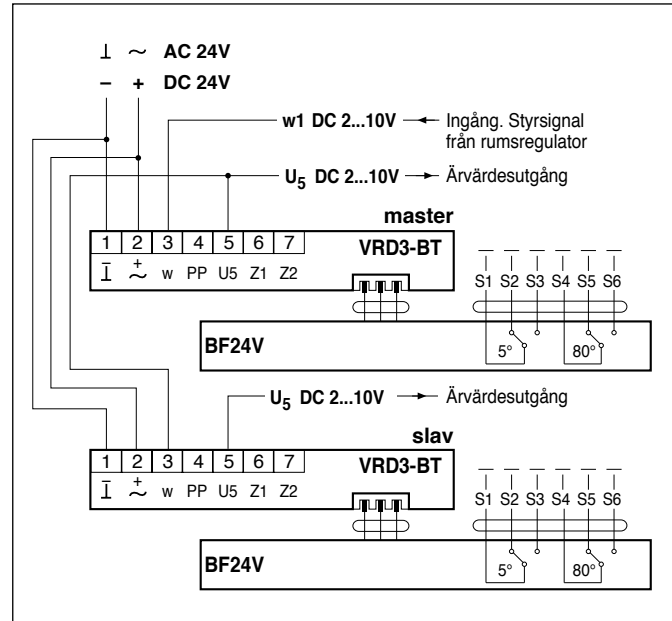 ⊥ ~ AC 24V
– + DC 24V
w1 DC 2...10V Ingång. Styrsignal
från rumsregulator
U5 DC 2...10V Ärvärdesutgång
master
1 2 3 4 5 6 7 VRD3-BT
⊥ ~ + w PP U5 Z1 Z2
S1 S2 S3 S4 S5 S6
BF24V 5° 80°
U5 DC 2...10V Ärvärdesutgång
slav
1 2 3 4 5 6 7 VRD3-BT
⊥ ~ + w PP U5 Z1 Z2
S1 S2 S3 S4 S5 S6
BF24V 5° 80°